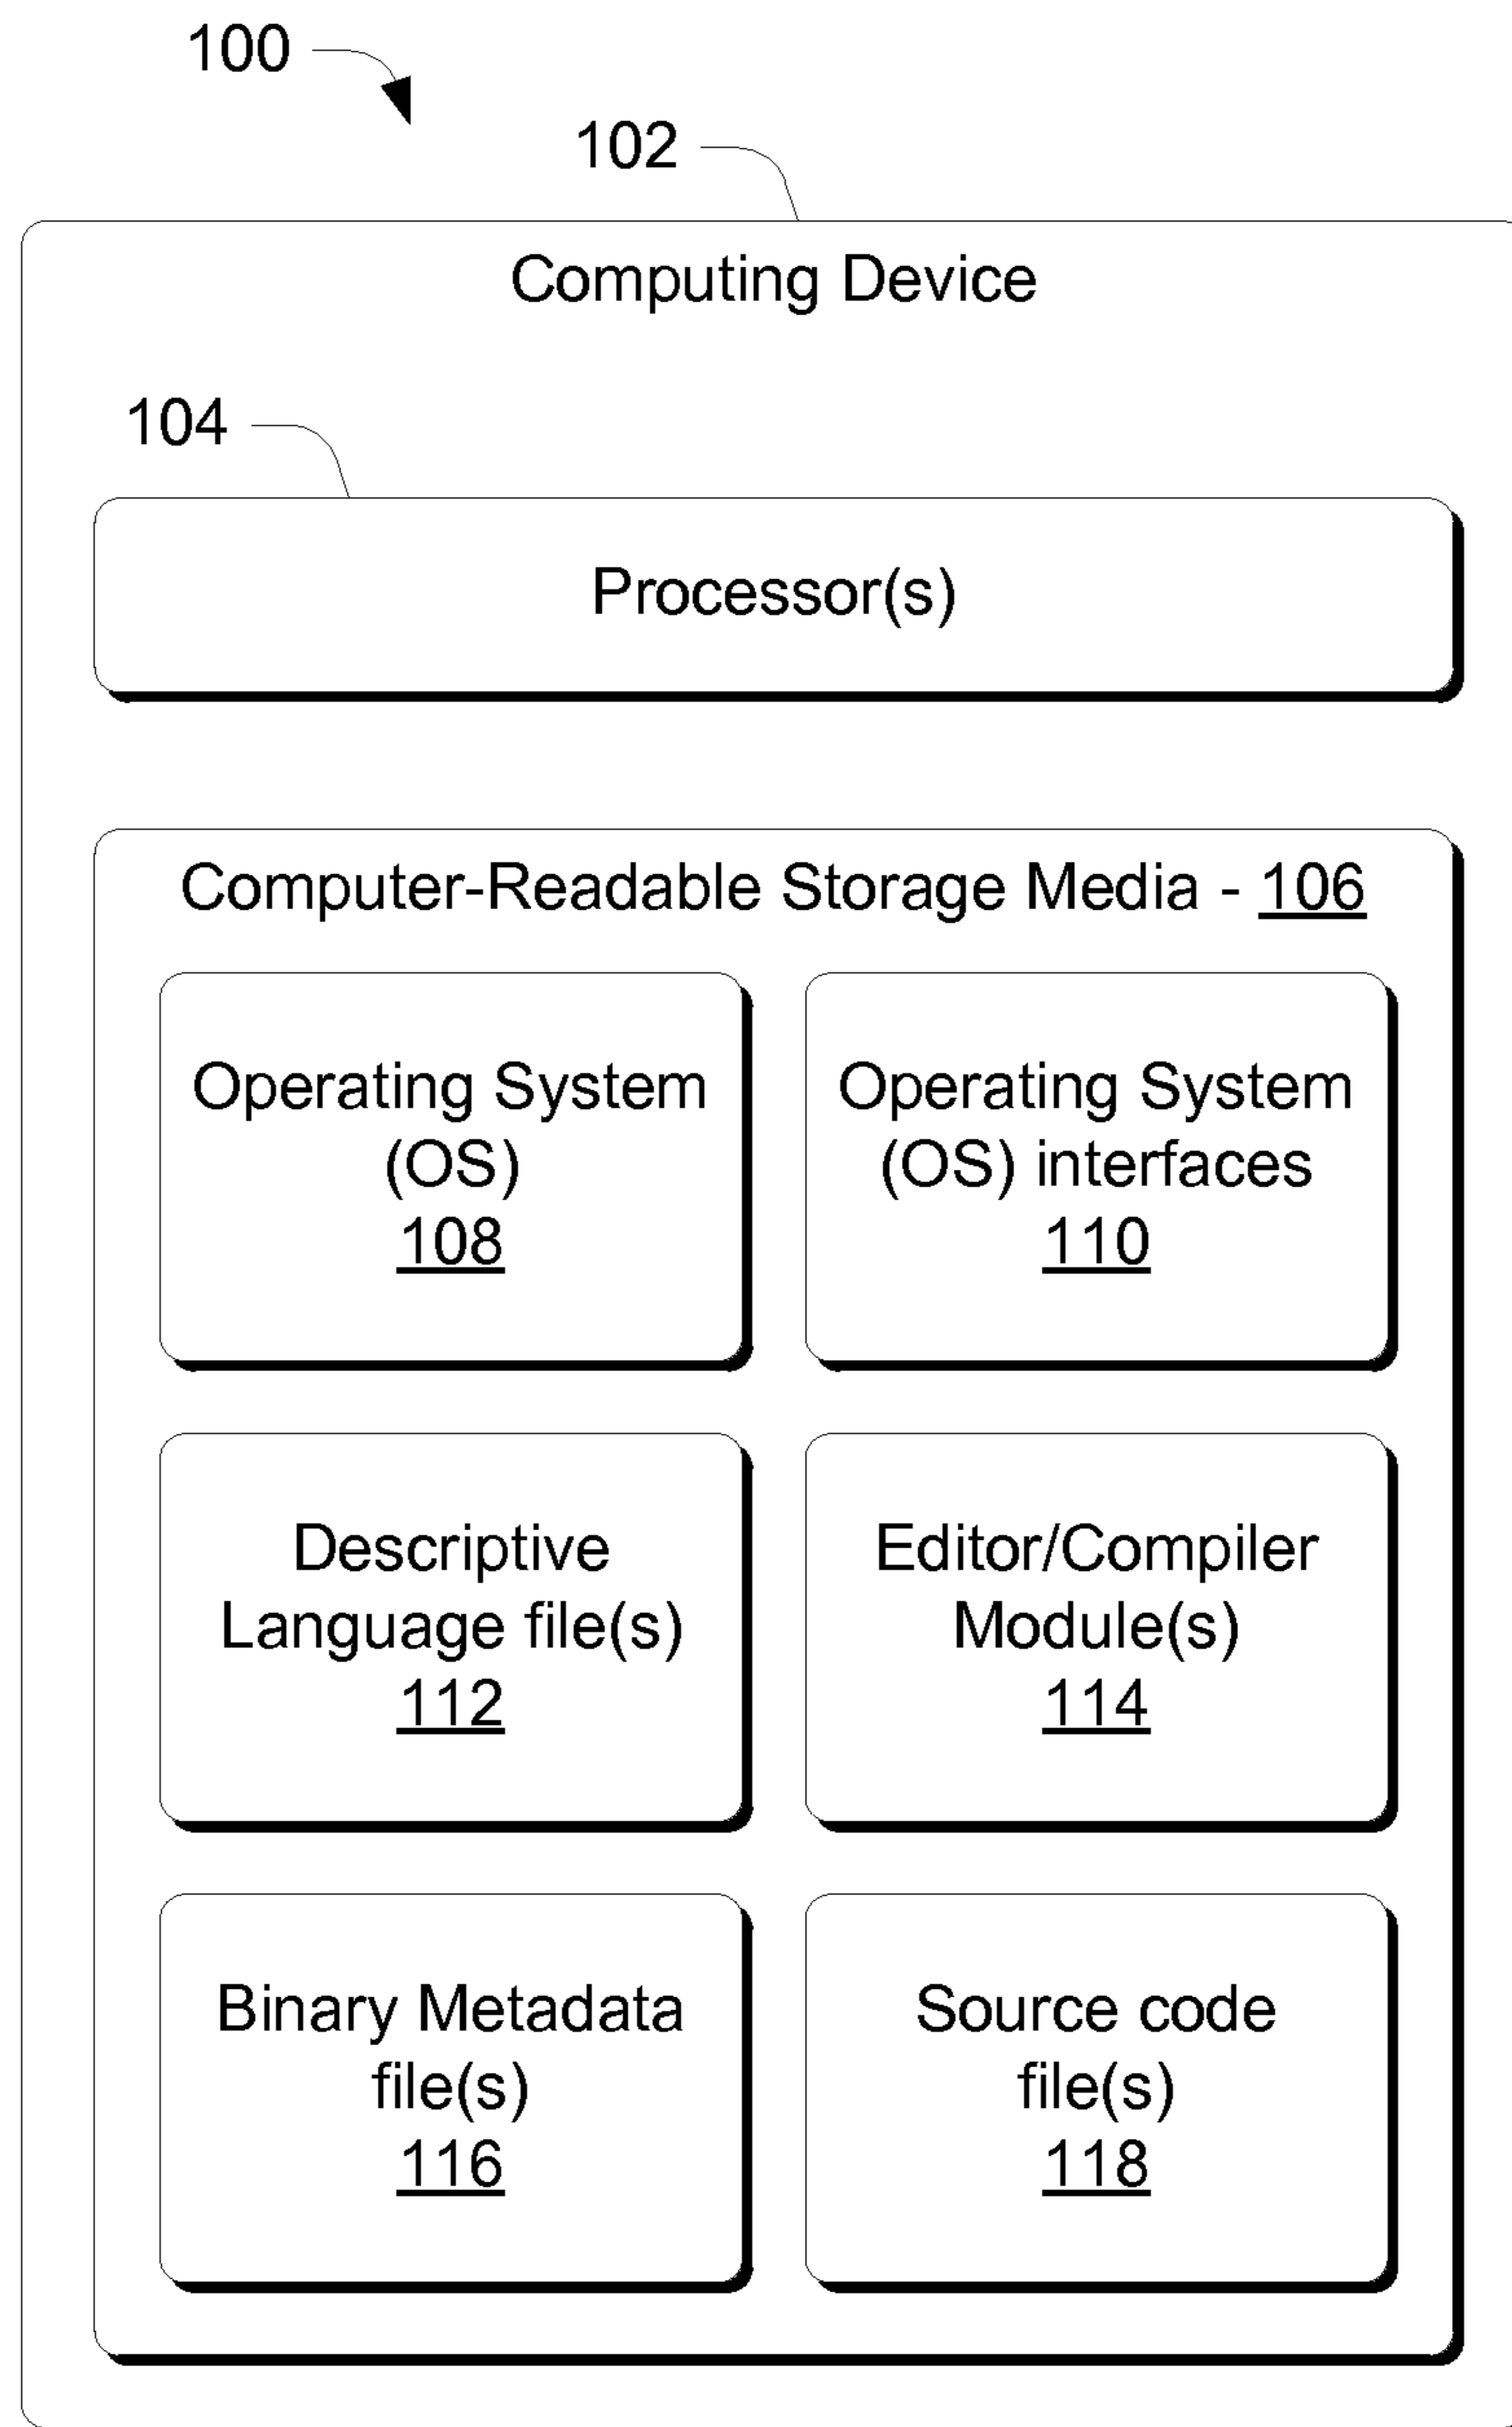 100
102
Computing Device
104
Processor(s)
Computer-Readable Storage Media - 106
Operating System
(OS)
108
Operating System
(OS) interfaces
110
Descriptive
Language file(s)
112
Editor/Compiler
Module(s)
114
Binary Metadata
file(s)
116
Source code
file(s)
118